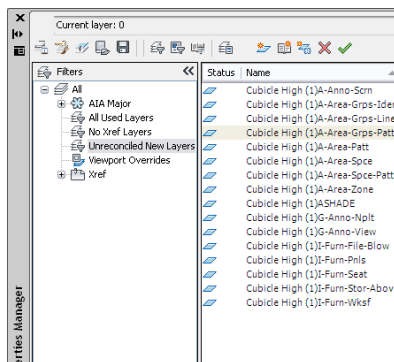 Current layer: 0
Filters
All
AIA Major
All Used Layers
No Xref Layers
Unreconciled New Layers
Viewport Overrides
Xref
Status Name
Cubicle High (1)A-Anno-Scrn
Cubicle High (1)A-Area-Grps-Iden
Cubicle High (1)A-Area-Grps-Line
Cubicle High (1)A-Area-Grps-Patt
Cubicle High (1)A-Area-Patt
Cubicle High (1)A-Area-Spce
Cubicle High (1)A-Area-Spce-Patt
Cubicle High (1)A-Area-Zone
Cubicle High (1)ASHADE
Cubicle High (1)G-Anno-Nplt
Cubicle High (1)G-Anno-View
Cubicle High (1)I-Furn-File-Blow
Cubicle High (1)I-Furn-Pnls
Cubicle High (1)I-Furn-Seat
Cubicle High (1)I-Furn-Stor-Abov
Cubicle High (1)I-Furn-Wksf
erties Manager